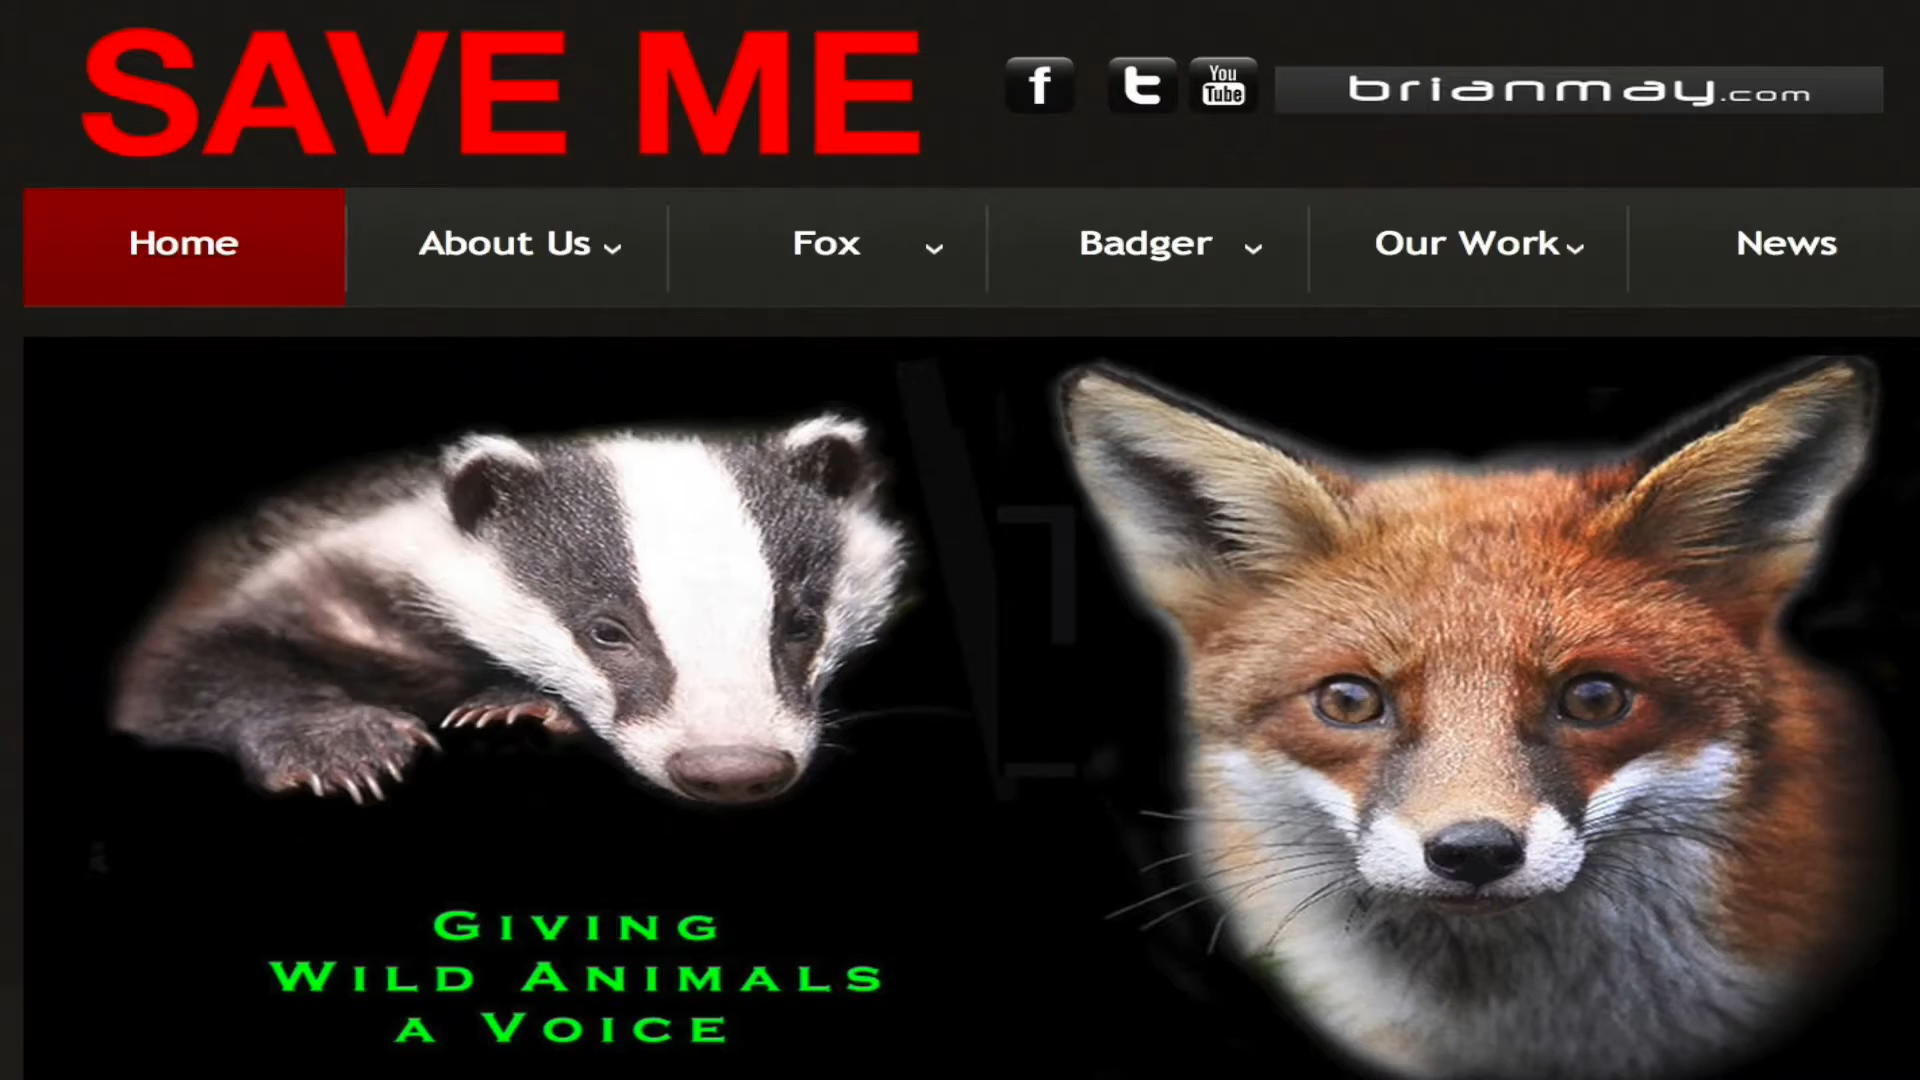 SAVE ME
f t You Tube brianmay.com
Home About Us Fox Badger Our Work News
GIVING
WILD ANIMALS
A VOICE